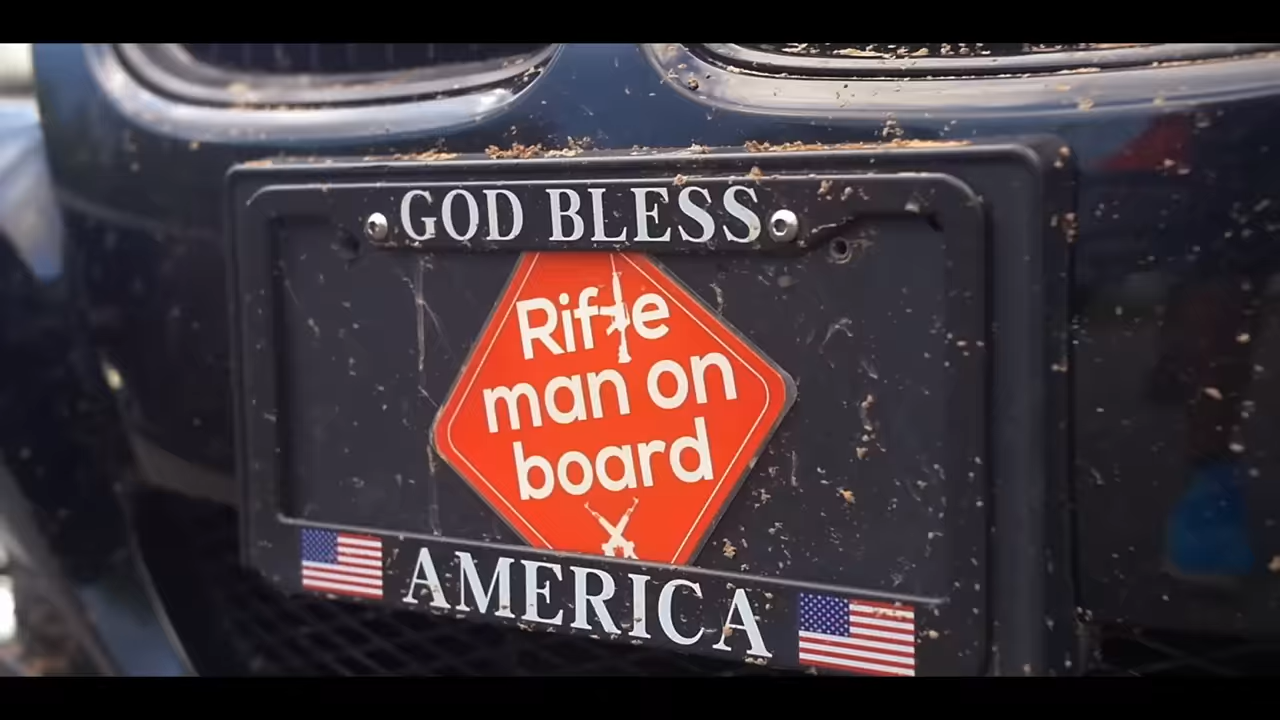 GOD BLESS
Rifle
man on
board
AMERICA